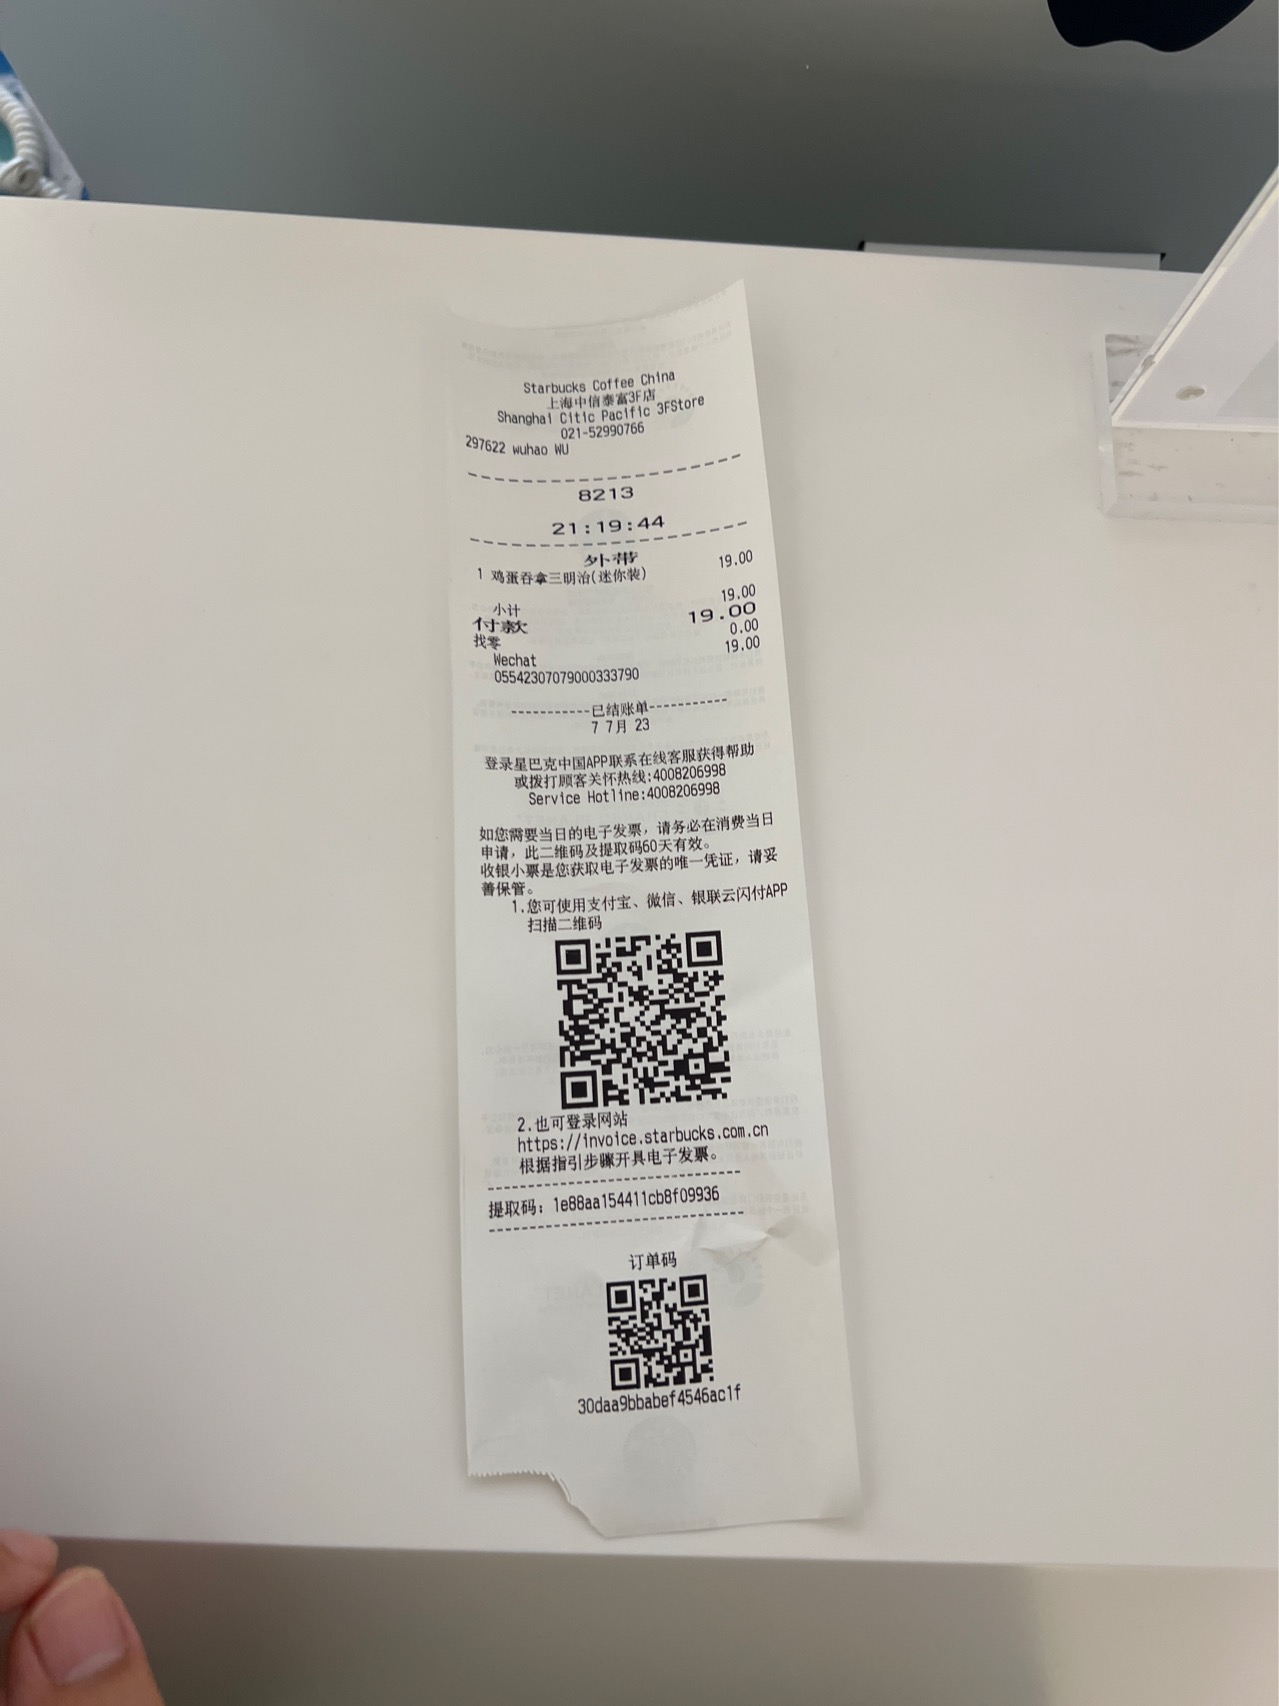 Starbucks Coffee China
上海中信泰富3F店
Shanghai Citic Pacific 3FStore
021-52990766
297622 wuhao WU
8213
21:19:44
外带
1 鸡蛋吞拿三明治(迷你装) 19.00
小计 19.00
付款 19.00
找零 0.00
Wechat 19.00
05542307079000333790
-----------已结账单-----------
7 7月 23
登录星巴克中国APP联系在线客服获得帮助
或拨打顾客关怀热线:4008206998
Service Hotline:4008206998
如您需要当日的电子发票，请务必在消费当日
申请，此二维码及提取码60天有效。
收银小票是您获取电子发票的唯一凭证，请妥
善保管。
1.您可使用支付宝、微信、银联云闪付APP
扫描二维码
2.也可登录网站
https://invoice.starbucks.com.cn
根据指引步骤开具电子发票。
提取码: 1e88aa154411cb8f09936
订单码
30daa9bbabef4546ac1f